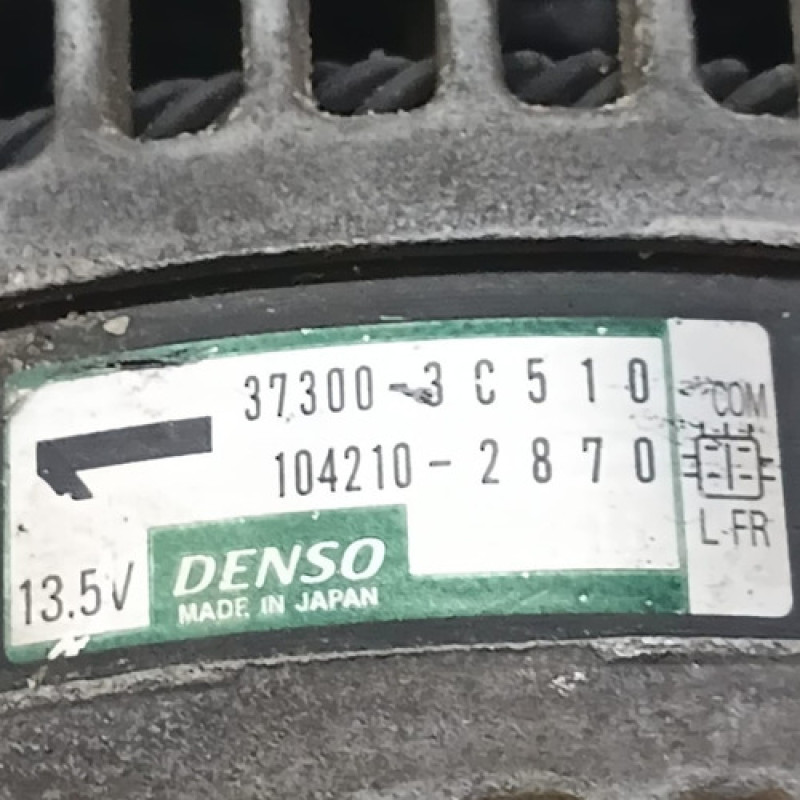 37300-3C510
104210-2870
13.5V
DENSO
MADE IN JAPAN
COM
L-FR